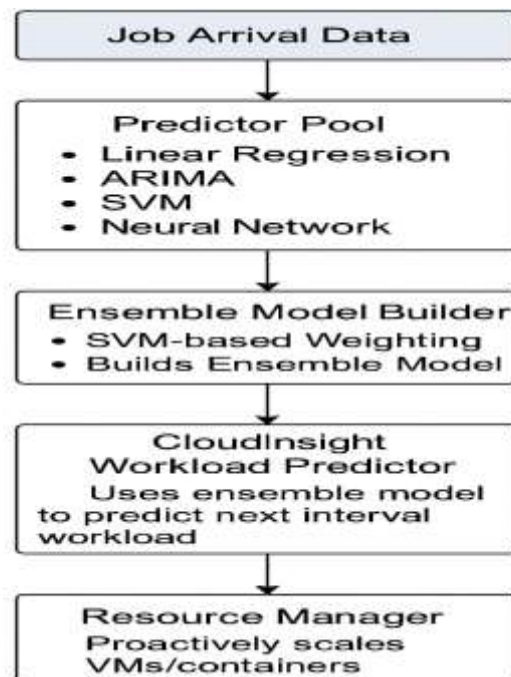 Job Arrival Data
Predictor Pool
• Linear Regression
• ARIMA
• SVM
• Neural Network
Ensemble Model Builder
• SVM-based Weighting
• Builds Ensemble Model
CloudInsight
Workload Predictor
Uses ensemble model
to predict next interval
workload
Resource Manager
Proactively scales
VMs/containers